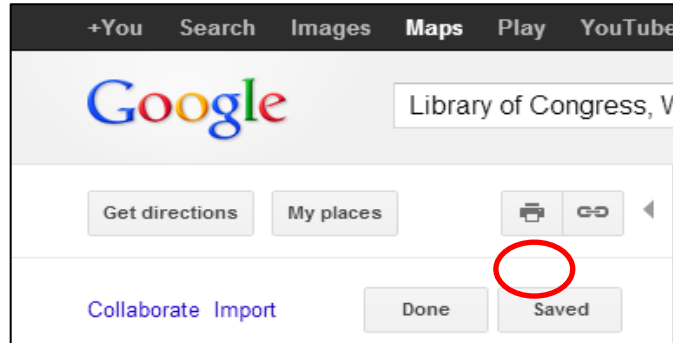 +You Search Images Maps Play YouTube
Google
Library of Congress, W
Get directions My places
Collaborate Import Done Saved